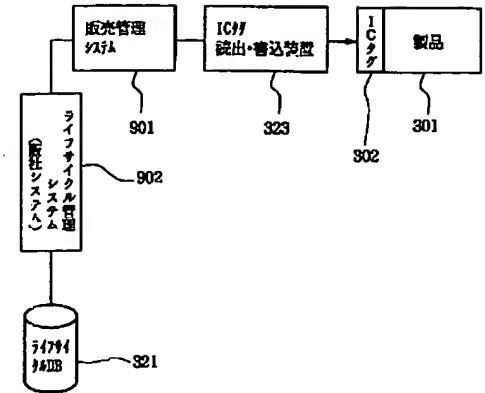 販売管理
システム
901
ICタグ
読出・書込装置
323
ICタグ
302
製品
301
ライフサイクル管理
システム
(販社システム)
902
ライフサイ
クルDB
321